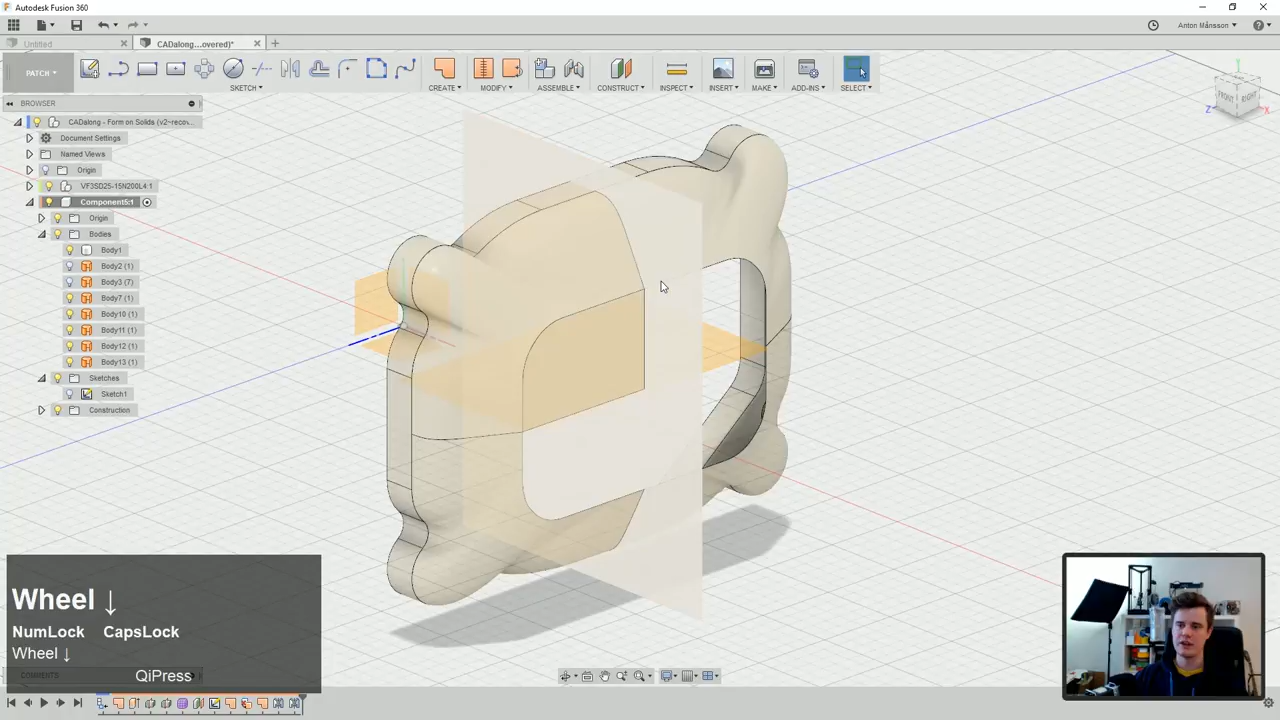 Autodesk Fusion 360
Anton Månsson
Untitled
CADalong...overed)*
PATCH
SKETCH
CREATE
MODIFY
ASSEMBLE
CONSTRUCT
INSPECT
INSERT
MAKE
ADD-INS
SELECT
BROWSER
CADalong - Form on Solids (v2~recov...
Document Settings
Named Views
Origin
VF3SD25-15N200L4:1
Component5:1
Origin
Bodies
Body1
Body2 (1)
Body3 (7)
Body7 (1)
Body10 (1)
Body11 (1)
Body12 (1)
Body13 (1)
Sketches
Sketch1
Construction
Y
FRONT
RIGHT
Z
X
Wheel ↓
NumLock CapsLock
Wheel ↓
COMMENTS
QiPress